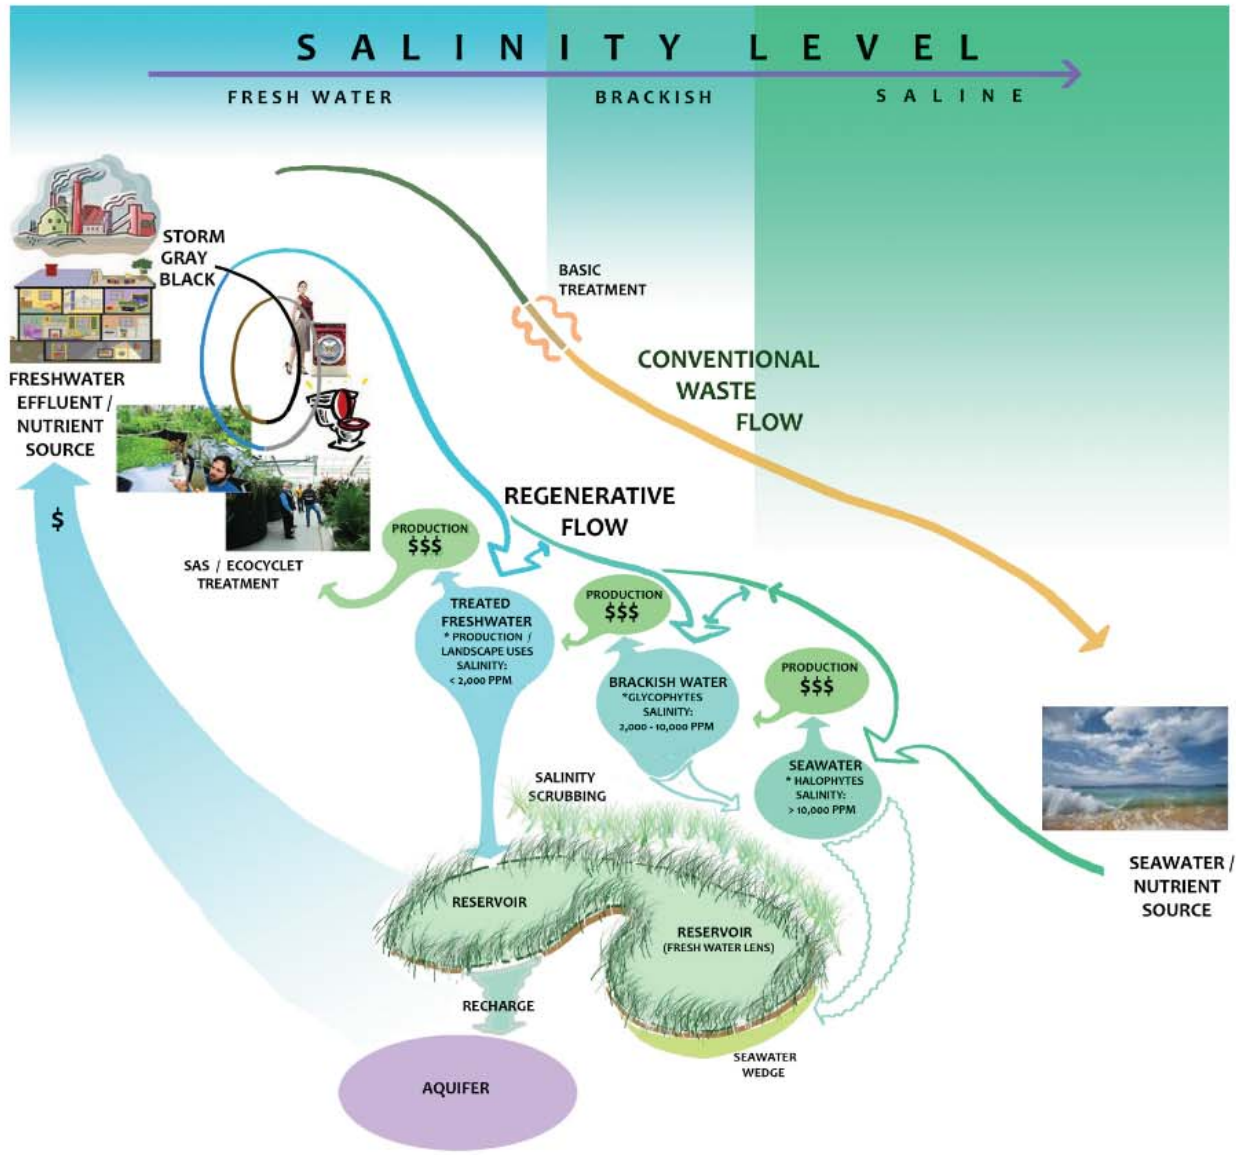 SALINITY LEVEL
FRESH WATER
BRACKISH
SALINE
STORM
GRAY
BLACK
BASIC
TREATMENT
CONVENTIONAL
WASTE
FLOW
FRESHWATER
EFFLUENT /
NUTRIENT
SOURCE
$
REGENERATIVE
FLOW
SAS / ECOCYCLET
TREATMENT
PRODUCTION
$$$
TREATED
FRESHWATER
* PRODUCTION /
LANDSCAPE USES
SALINITY:
< 2,000 PPM
PRODUCTION
$$$
BRACKISH WATER
*GLYCOPHYTES
SALINITY:
2,000 - 10,000 PPM
PRODUCTION
$$$
SEAWATER
* HALOPHYTES
SALINITY:
> 10,000 PPM
SALINITY
SCRUBBING
SEAWATER /
NUTRIENT
SOURCE
RESERVOIR
RESERVOIR
(FRESH WATER LENS)
RECHARGE
SEAWATER
WEDGE
AQUIFER